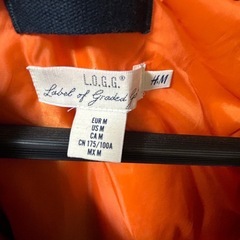 L.O.G.G.®
Label of Graded
H&M
EUR M
US M
CA M
CN 175/100A
MX M